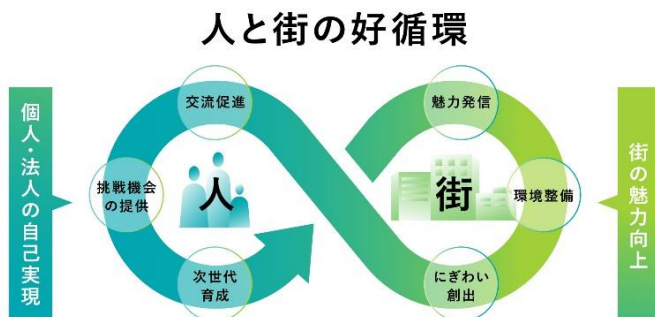 人と街の好循環
個人・法人の自己実現
交流促進
挑戦機会
の提供
次世代
育成
人
街
魅力発信
環境整備
にぎわい
創出
街の魅力向上